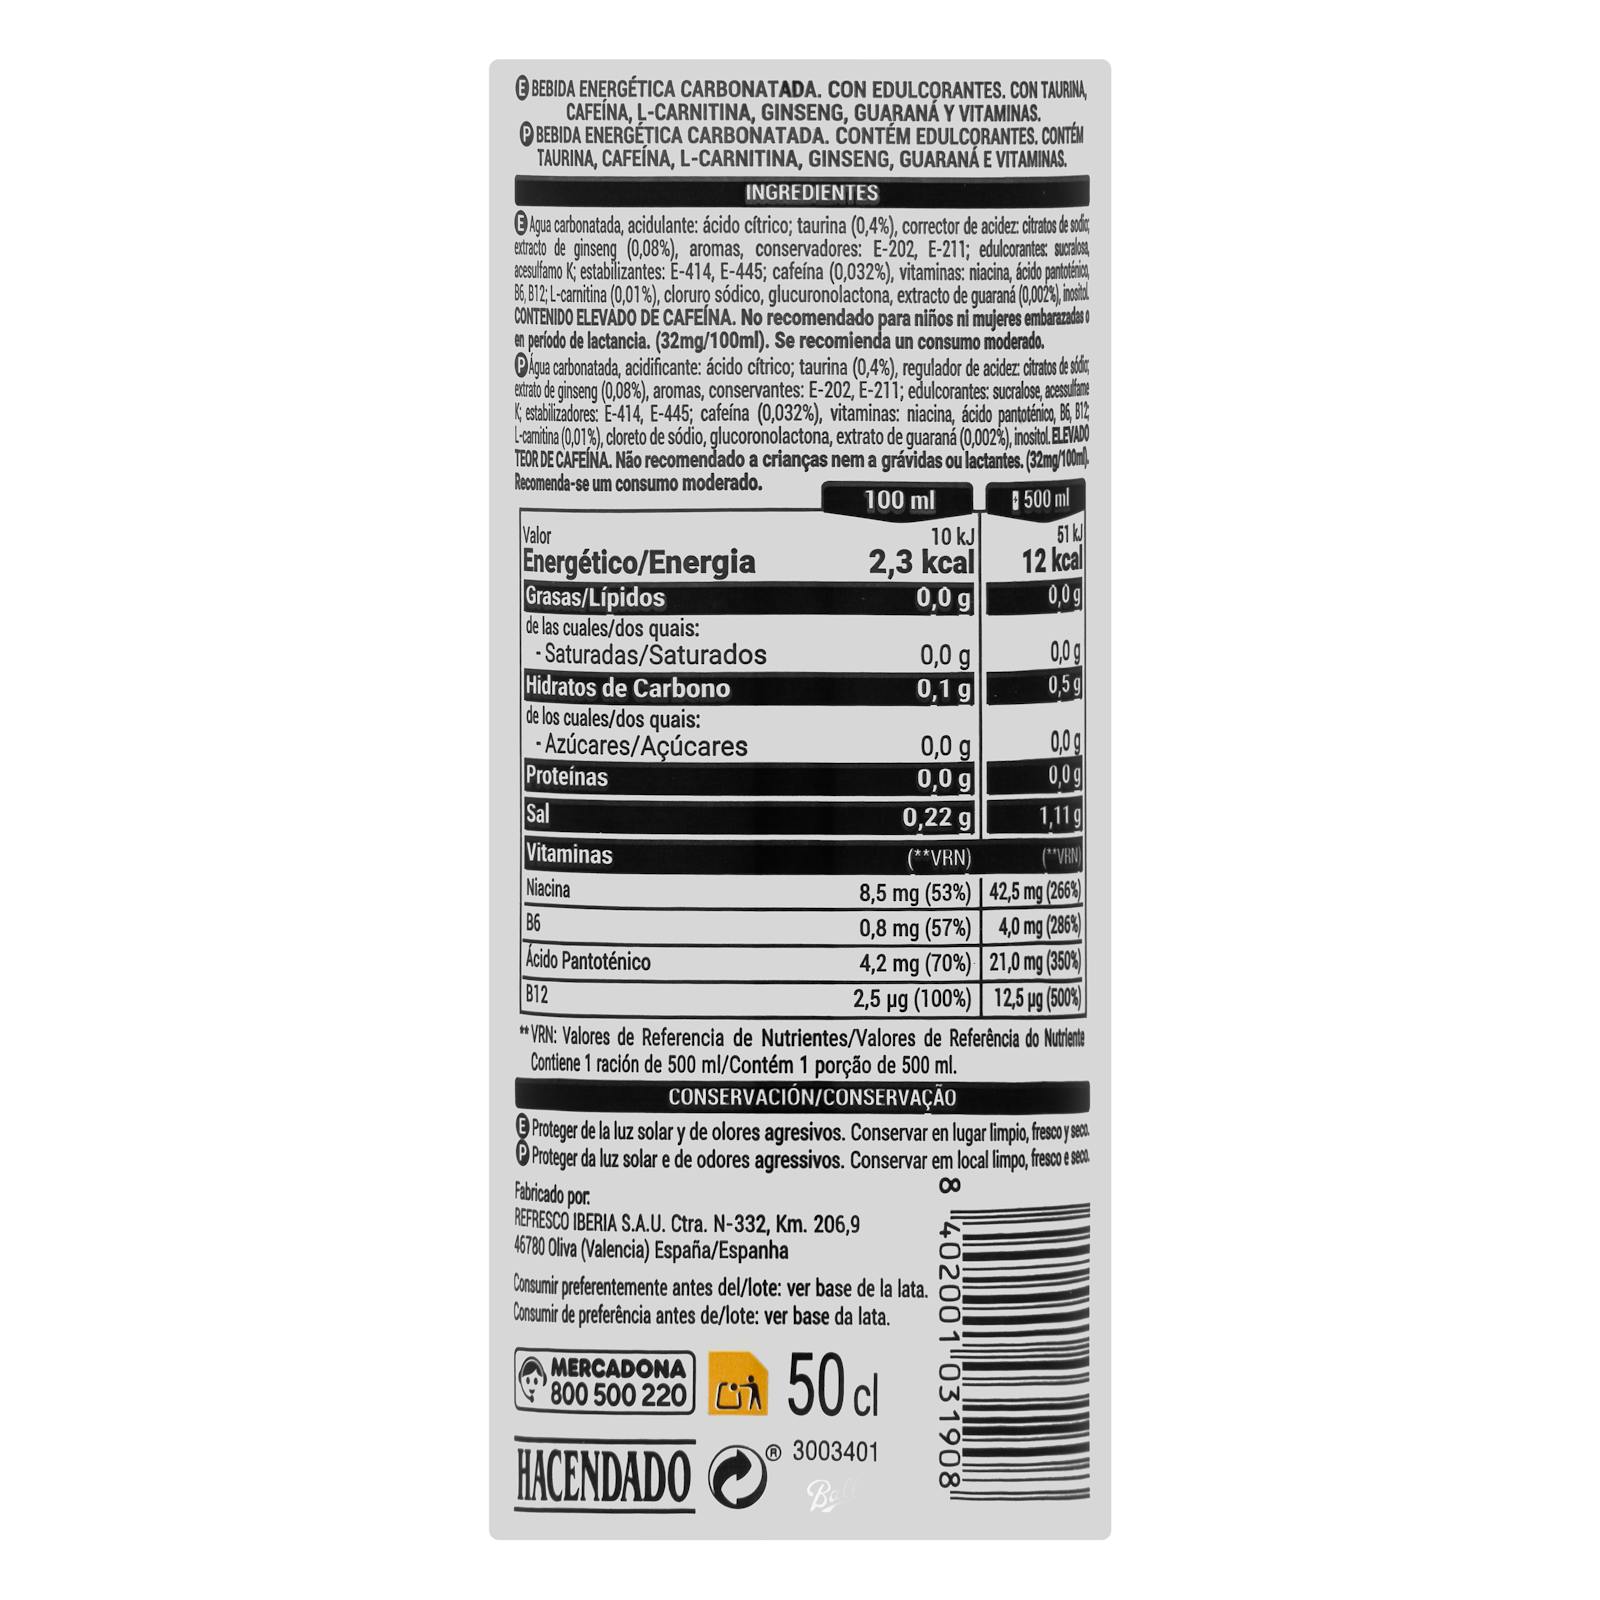 E BEBIDA ENERGÉTICA CARBONATADA. CON EDULCORANTES. CON TAURINA,
CAFEÍNA, L-CARNITINA, GINSENG, GUARANÁ Y VITAMINAS.
P BEBIDA ENERGÉTICA CARBONATADA. CONTÉM EDULCORANTES. CONTÉM
TAURINA, CAFEÍNA, L-CARNITINA, GINSENG, GUARANÁ E VITAMINAS.
INGREDIENTES
E Agua carbonatada, acidulante: ácido cítrico; taurina (0,4%), corrector de acidez: citratos de sodio;
extracto de ginseng (0,08%), aromas, conservadores: E-202, E-211; edulcorantes: sucralosa,
acesulfamo K; estabilizantes: E-414, E-445; cafeína (0,032%), vitaminas: niacina, ácido pantoténico,
B6, B12; L-carnitina (0,01%), cloruro sódico, glucuronolactona, extracto de guaraná (0,002%), inositol.
CONTENIDO ELEVADO DE CAFEÍNA. No recomendado para niños ni mujeres embarazadas o
en período de lactancia. (32mg/100ml). Se recomienda un consumo moderado.
P Água carbonatada, acidificante: ácido cítrico; taurina (0,4%), regulador de acidez: citratos de sódio;
extrato de ginseng (0,08%), aromas, conservantes: E-202, E-211; edulcorantes: sucralose, acessulfame
K; estabilizadores: E-414, E-445; cafeína (0,032%), vitaminas: niacina, ácido pantoténico, B6, B12;
L-carnitina (0,01%), cloreto de sódio, glucoronolactona, extrato de guaraná (0,002%), inositol. ELEVADO
TEOR DE CAFEÍNA. Não recomendado a crianças nem a grávidas ou lactantes. (32mg/100ml).
Recomenda-se um consumo moderado.
100 ml 500 ml
Valor 10 kJ 51 kJ
Energético/Energia 2,3 kcal 12 kcal
Grasas/Lípidos 0,0 g 0,0 g
de las cuales/dos quais:
- Saturadas/Saturados 0,0 g 0,0 g
Hidratos de Carbono 0,1 g 0,5 g
de los cuales/dos quais:
- Azúcares/Açúcares 0,0 g 0,0 g
Proteínas 0,0 g 0,0 g
Sal 0,22 g 1,11 g
Vitaminas (**VRN) (**VRN)
Niacina 8,5 mg (53%) 42,5 mg (266%)
B6 0,8 mg (57%) 4,0 mg (286%)
Ácido Pantoténico 4,2 mg (70%) 21,0 mg (350%)
B12 2,5 µg (100%) 12,5 µg (500%)
** VRN: Valores de Referencia de Nutrientes/Valores de Referência do Nutriente
Contiene 1 ración de 500 ml/Contém 1 porção de 500 ml.
CONSERVACIÓN/CONSERVAÇÃO
E Proteger de la luz solar y de olores agresivos. Conservar en lugar limpio, fresco y seco.
P Proteger da luz solar e de odores agressivos. Conservar em local limpo, fresco e seco.
Fabricado por:
REFRESCO IBERIA S.A.U. Ctra. N-332, Km. 206,9
46780 Oliva (Valencia) España/Espanha
Consumir preferentemente antes del/lote: ver base de la lata.
Consumir de preferência antes de/lote: ver base da lata.
8 402001 031908
MERCADONA
800 500 220
50 cl
HACENDADO
® 3003401
Ball